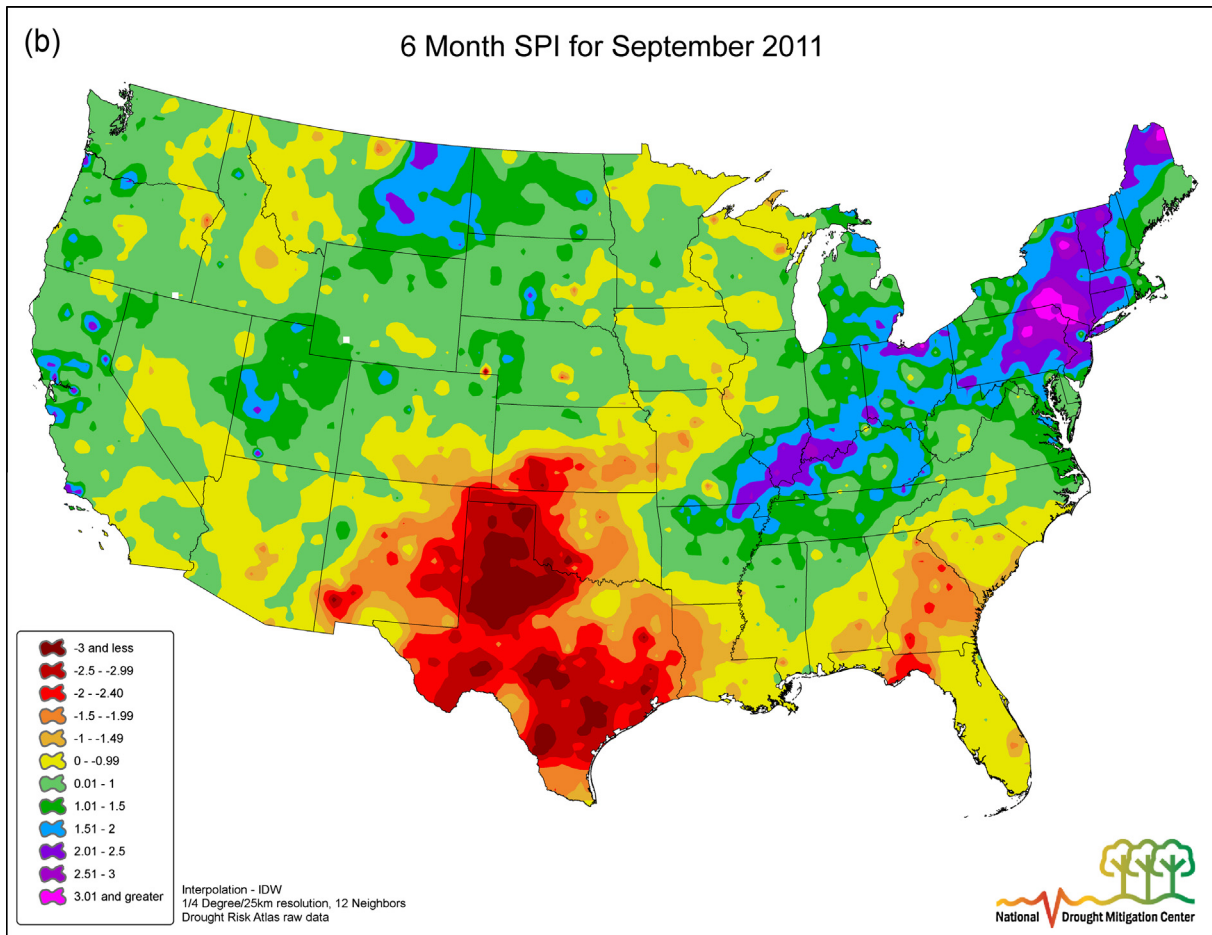 (b)
6 Month SPI for September 2011
-3 and less
-2.5 - -2.99
-2 - -2.40
-1.5 - -1.99
-1 - -1.49
0 - -0.99
0.01 - 1
1.01 - 1.5
1.51 - 2
2.01 - 2.5
2.51 - 3
3.01 and greater
Interpolation - IDW
1/4 Degree/25km resolution, 12 Neighbors
Drought Risk Atlas raw data
National Drought Mitigation Center